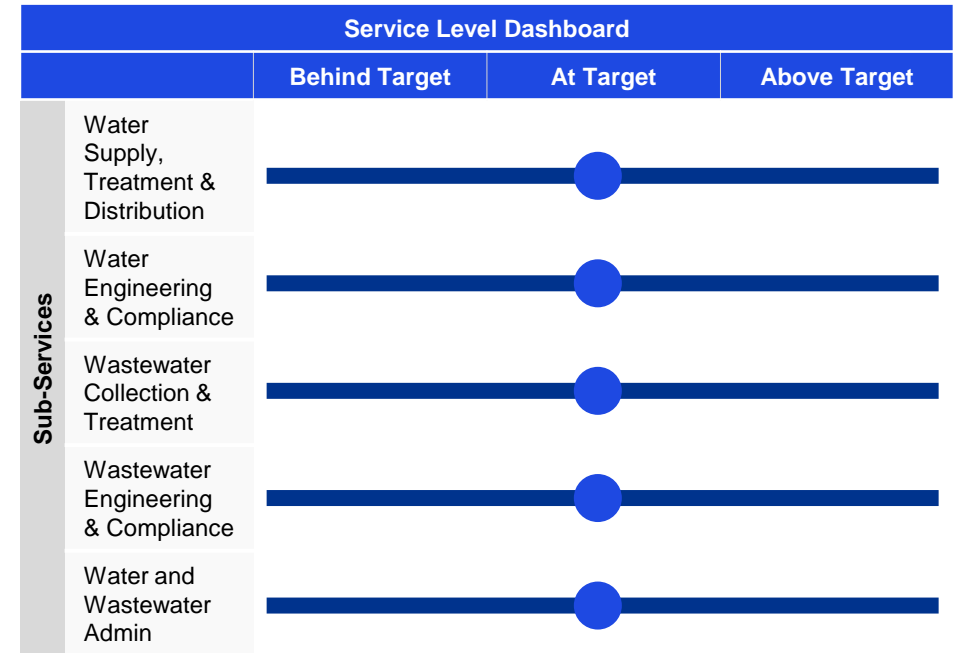 Service Level Dashboard
Behind Target At Target Above Target
Sub-Services
Water
Supply,
Treatment &
Distribution
Water
Engineering
& Compliance
Wastewater
Collection &
Treatment
Wastewater
Engineering
& Compliance
Water and
Wastewater
Admin